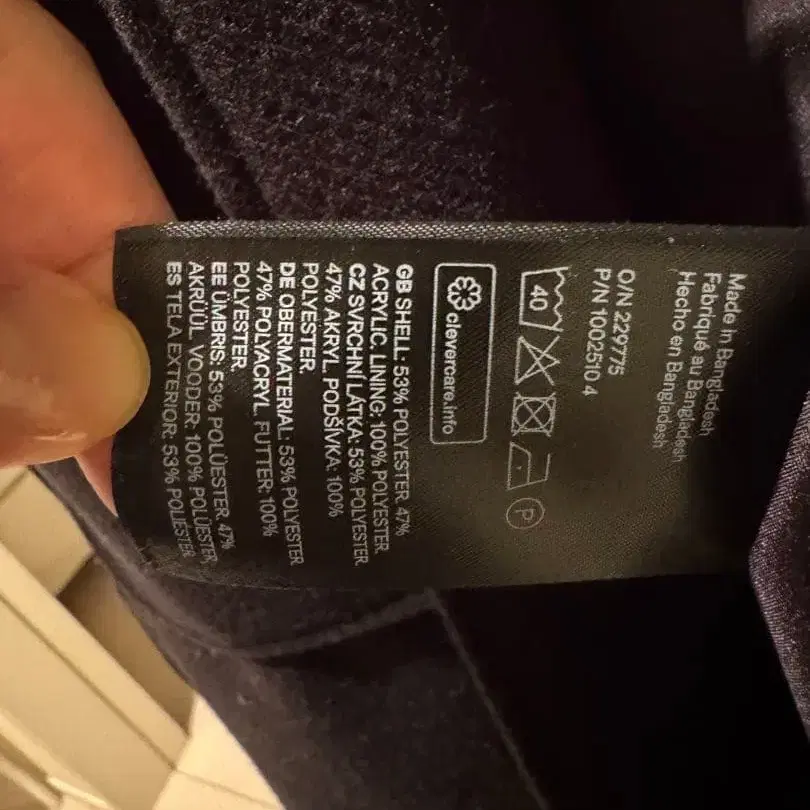 Made in Bangladesh
Fabriqué au Bangladesh
Hecho en Bangladesh
O/N 229775
P/N 1002510 4
40
P
clevercare.info
GB SHELL: 53% POLYESTER. 47%
ACRYLIC. LINING: 100% POLYESTER.
CZ SVRCHNÍ LÁTKA: 53% POLYESTER.
47% AKRYL. PODŠÍVKA: 100%
POLYESTER.
DE OBERMATERIAL: 53% POLYESTER
47% POLYACRYL. FUTTER: 100%
POLYESTER.
EE ÜMBRIS: 53% POLÜESTER. 47%
AKRÜÜL. VOODER: 100% POLÜESTER
ES TELA EXTERIOR: 53% POLIÉSTER.